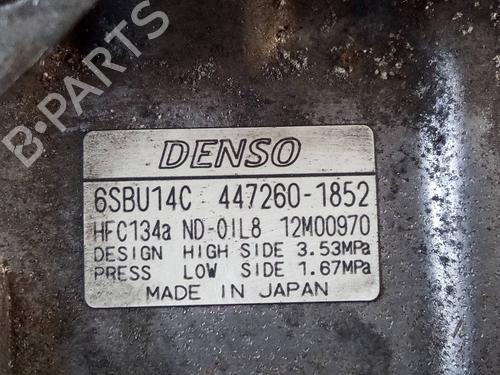 B-PARTS
DENSO
6SBU14C 447260-1852
HFC134a ND-OIL8 12M00970
DESIGN HIGH SIDE 3.53MPa
PRESS LOW SIDE 1.67MPa
MADE IN JAPAN